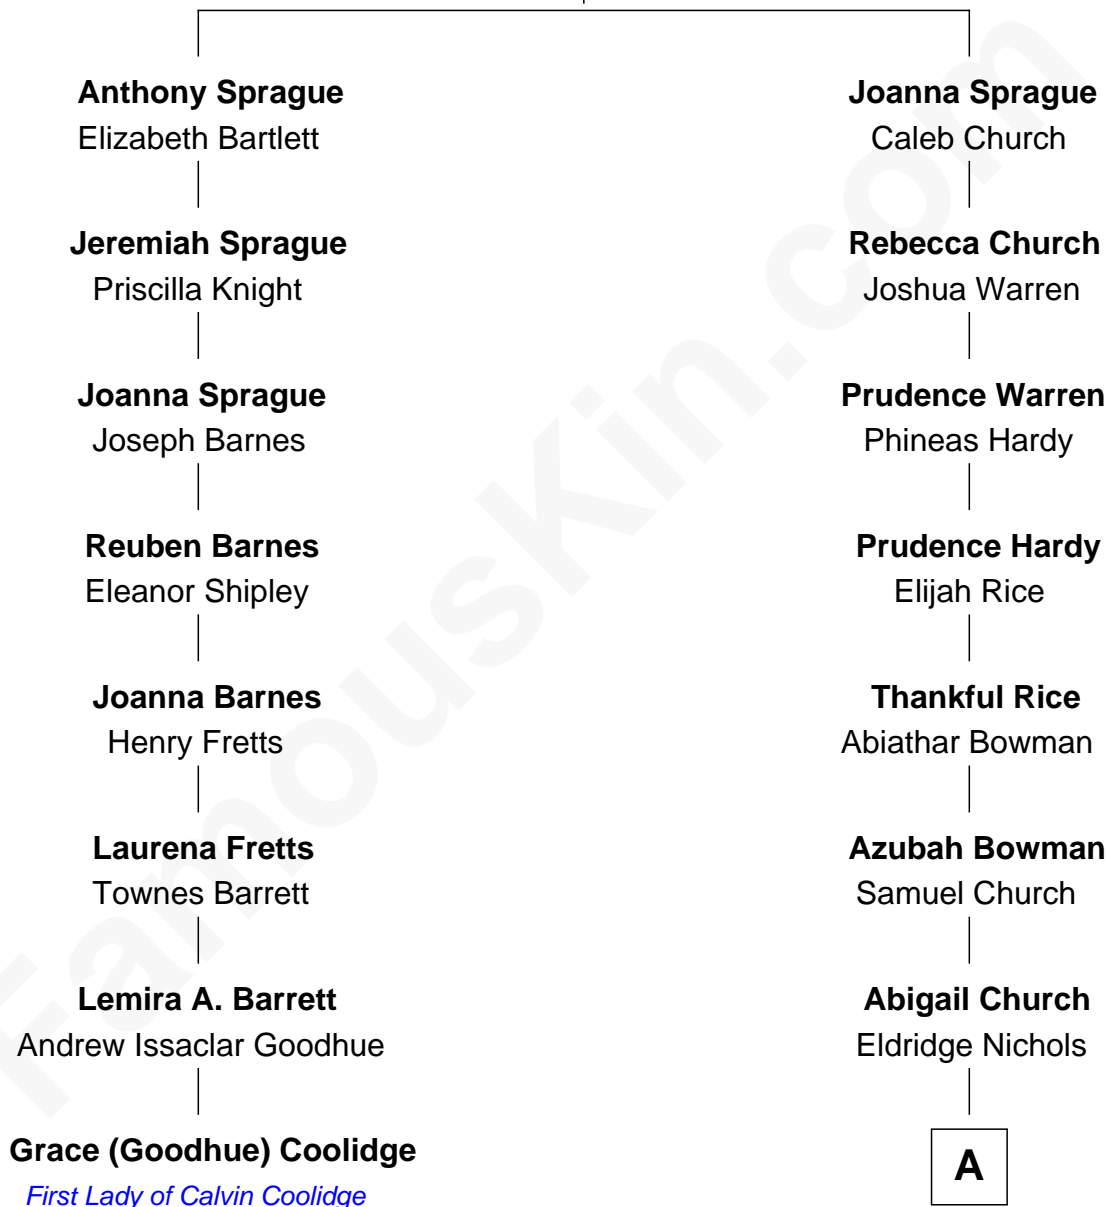 Anthony Sprague
Elizabeth Bartlett
Jeremiah Sprague
Priscilla Knight
Joanna Sprague
Joseph Barnes
Reuben Barnes
Eleanor Shipley
Joanna Barnes
Henry Fretts
Laurena Fretts
Townes Barrett
Lemira A. Barrett
Andrew Issaclar Goodhue
Grace (Goodhue) Coolidge
First Lady of Calvin Coolidge
Joanna Sprague
Caleb Church
Rebecca Church
Joshua Warren
Prudence Warren
Phineas Hardy
Prudence Hardy
Elijah Rice
Thankful Rice
Abiathar Bowman
Azubah Bowman
Samuel Church
Abigail Church
Eldridge Nichols
A
FamousKin.com